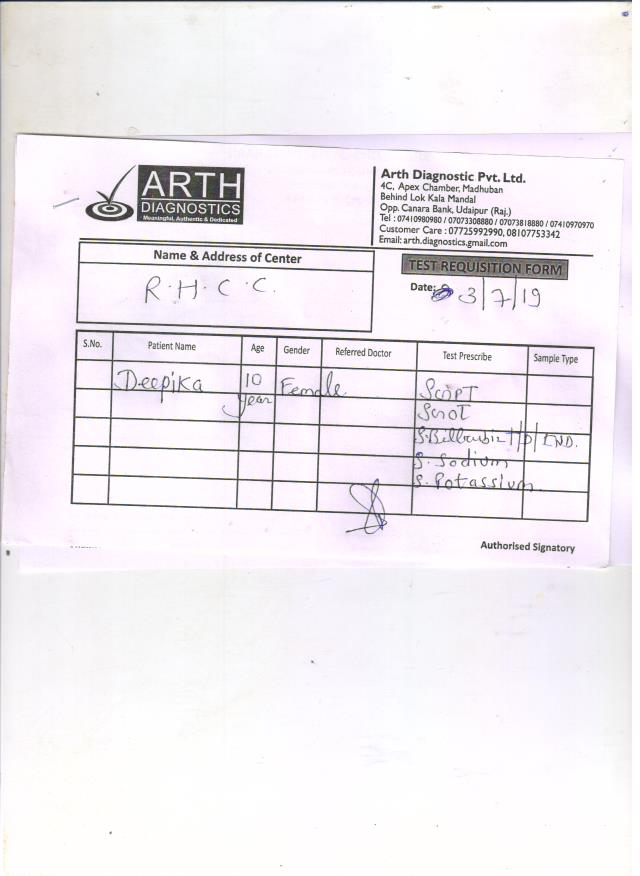 ARTH
DIAGNOSTICS
Meaningful, Authentic & Dedicated
Arth Diagnostic Pvt. Ltd.
4C, Apex Chamber, Madhuban
Behind Lok Kala Mandal
Opp. Canara Bank, Udaipur (Raj.)
Tel : 07410980980 / 07073308880 / 07073818880 / 07410970970
Customer Care : 07725992990, 08107753342
Email: arth.diagnostics.gmail.com
Name & Address of Center
R.H.C.C.
TEST REQUISITION FORM
Date: 3/7/19
S.No. Patient Name Age Gender Referred Doctor Test Prescribe Sample Type
Deepika 10 Year Female SGPT
SGOT
S.Billrubin T/D/IND.
S. Sodium
S. Potassium
Authorised Signatory